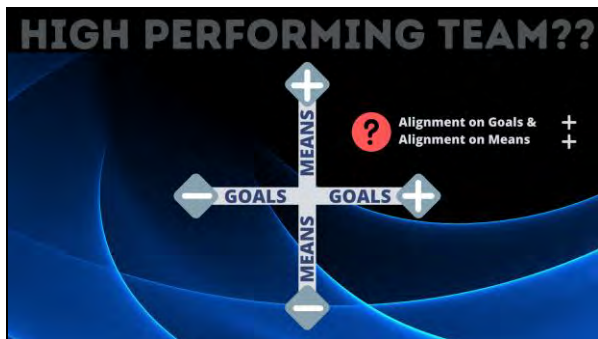 HIGH PERFORMING TEAM??
+
MEANS
? Alignment on Goals & +
Alignment on Means +
− GOALS GOALS +
MEANS
−